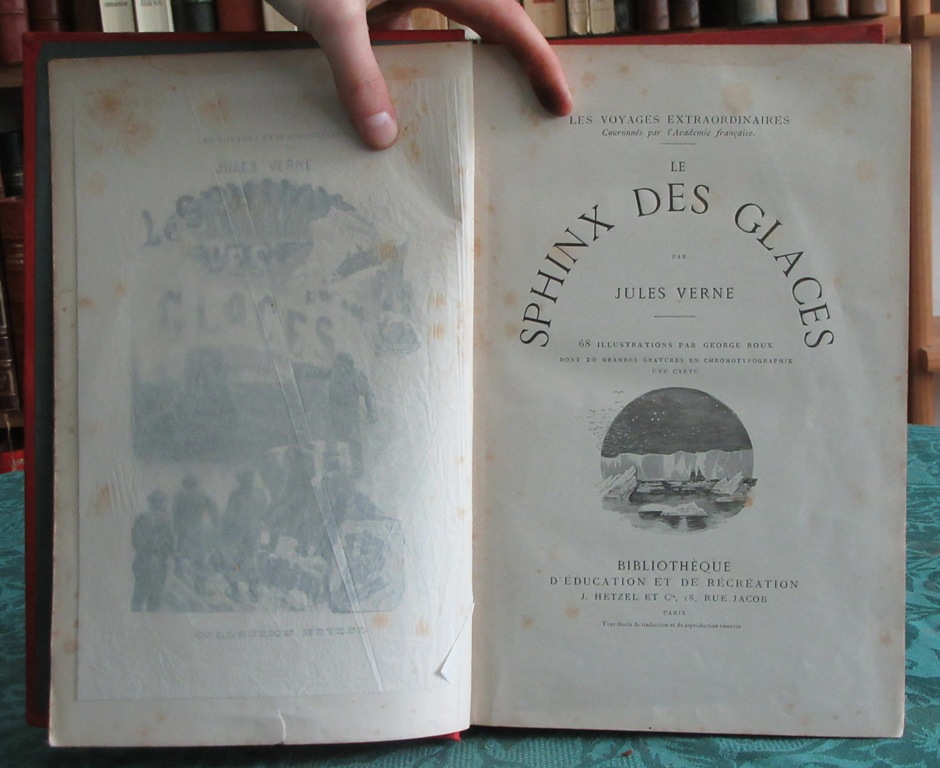 JULES VERNE
COLLECTION HETZEL
LES VOYAGES EXTRAORDINAIRES
Couronnés par l'Académie française.
LE
SPHINX DES GLACES
PAR
JULES VERNE
68 ILLUSTRATIONS PAR GEORGE ROUX
DONT 20 GRANDES GRAVURES EN CHROMOTYPOGRAPHIE
UNE CARTE
BIBLIOTHÈQUE
D'ÉDUCATION ET DE RÉCRÉATION
J. HETZEL ET Cie, 18, RUE JACOB
PARIS
Tous droits de traduction et de reproduction réservés